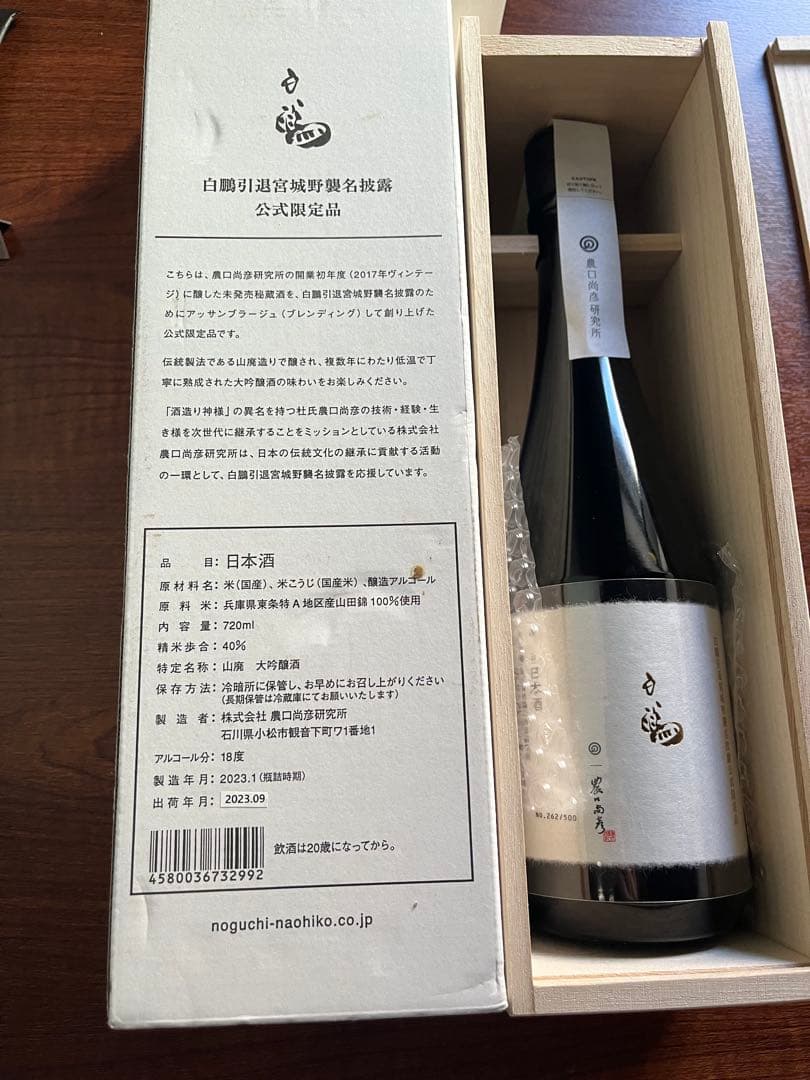 白鵬
白鵬引退宮城野襲名披露
公式限定品
こちらは、農口尚彦研究所の開業初年度(2017年ヴィンテー
ジ)に醸した未発売秘蔵酒を、白鵬引退宮城野襲名披露のた
めにアッサンブラージュ(ブレンディング)して創り上げた
公式限定品です。
伝統製法である山廃造りで醸され、複数年にわたり低温で丁
寧に熟成された大吟醸酒の味わいをお楽しみください。
「酒造り神様」の異名を持つ杜氏農口尚彦の技術・経験・生
き様を次世代に継承することをミッションとしている株式会社
農口尚彦研究所は、日本の伝統文化の継承に貢献する活動
の一環として、白鵬引退宮城野襲名披露を応援しています。
品目:日本酒
原材料名:米(国産)、米こうじ(国産米)、醸造アルコール
原料米:兵庫県東条特A地区産山田錦100%使用
内容量:720ml
精米歩合:40%
特定名称:山廃 大吟醸酒
保存方法:冷暗所に保管し、お早めにお召し上がりください
(長期保管は冷蔵庫にてお願いいたします)
製造者:株式会社 農口尚彦研究所
石川県小松市観音下町ワ1番地1
アルコール分:18度
製造年月:2023.1(瓶詰時期)
出荷年月:2023.09
4580036732992
飲酒は20歳になってから。
noguchi-naohiko.co.jp
CAUTION
農口尚彦研究所
白鵬
農口尚彦
日本酒
NO.262/500